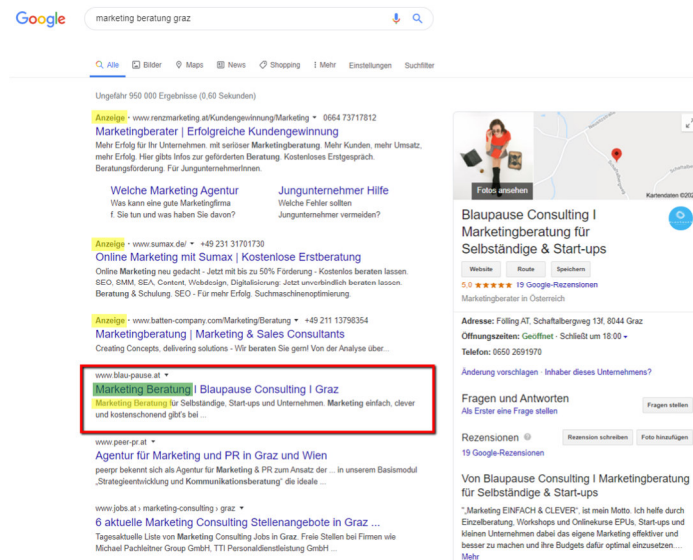 Google
marketing beratung graz
Alle Bilder Maps News Shopping Mehr Einstellungen Suchfilter
Ungefähr 950 000 Ergebnisse (0,60 Sekunden)
Anzeige · www.renzmarketing.at/Kundengewinnung/Marketing 0664 73717812
Marketingberater | Erfolgreiche Kundengewinnung
Mehr Erfolg für Ihr Unternehmen. mit seriöser Marketingberatung. Mehr Kunden, mehr Umsatz,
mehr Erfolg. Hier gibts Infos zur geförderten Beratung. Kostenloses Erstgespräch.
Beratungsförderung. Für JungunternehmerInnen.
Welche Marketing Agentur
Was kann eine gute Marketingfirma
f. Sie tun und was haben Sie davon?
Jungunternehmer Hilfe
Welche Fehler sollten
Jungunternehmer vermeiden?
Anzeige · www.sumax.de/ +49 231 31701730
Online Marketing mit Sumax | Kostenlose Erstberatung
Online Marketing neu gedacht - Jetzt mit bis zu 50% Förderung - Kostenlos beraten lassen.
SEO, SMM, SEA, Content, Webdesign, Digitalisierung: Jetzt unverbindlich beraten lassen.
Beratung & Schulung. SEO - Für mehr Erfolg. Suchmaschinenoptimierung.
Anzeige · www.batten-company.com/Marketing/Beratung +49 211 13798354
Marketingberatung | Marketing & Sales Consultants
Creating Concepts, delivering solutions - Wir beraten Sie gern! Von der Analyse über...
www.blau-pause.at
Marketing Beratung I Blaupause Consulting I Graz
Marketing Beratung für Selbständige, Start-ups und Unternehmen. Marketing einfach, clever
und kostenschonend gibt's bei ...
www.peer-pr.at
Agentur für Marketing und PR in Graz und Wien
peerpr bekennt sich als Agentur für Marketing & PR zum Ansatz der ... in unserem Basismodul
„Strategieentwicklung und Kommunikationsberatung“ die ideale ...
www.jobs.at › marketing-consulting › graz
6 aktuelle Marketing Consulting Stellenangebote in Graz ...
Tagesaktuelle Liste von Marketing Consulting Jobs in Graz. Freie Stellen bei Firmen wie
Michael Pachleitner Group GmbH, TTI Personaldienstleistung GmbH ...
Fotos ansehen
Schaftalbergweg
Kartendaten ©202
Blaupause Consulting I
Marketingberatung für
Selbständige & Start-ups
Website Route Speichern
5,0 ★★★★★ 19 Google-Rezensionen
Marketingberater in Österreich
Adresse: Fölling AT, Schaftalbergweg 13f, 8044 Graz
Öffnungszeiten: Geöffnet · Schließt um 18:00
Telefon: 0650 2691970
Änderung vorschlagen · Inhaber dieses Unternehmens?
Fragen und Antworten
Als Erster eine Frage stellen
Fragen stellen
Rezensionen
Rezension schreiben Foto hinzufügen
19 Google-Rezensionen
Von Blaupause Consulting I Marketingberatung
für Selbständige & Start-ups
"„Marketing EINFACH & CLEVER“, ist mein Motto. Ich helfe durch
Einzelberatung, Workshops und Onlinekurse EPUs, Start-ups und
kleinen Unternehmen dabei das eigene Marketing effektiver und
besser zu machen und ihre Budgets dafür optimal einzusetzen....
Mehr